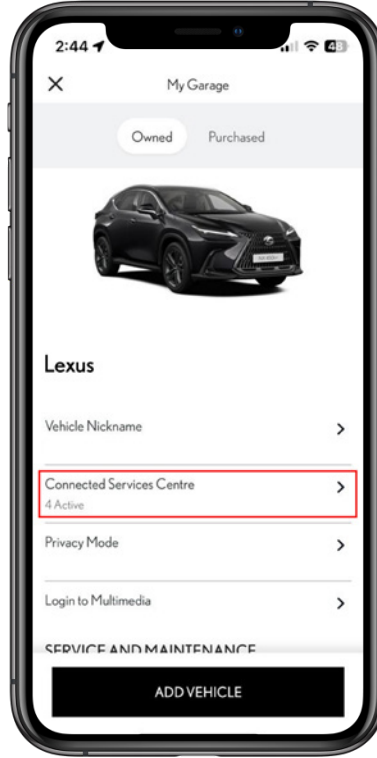 2:44
48
My Garage
Owned Purchased
Lexus
Vehicle Nickname
Connected Services Centre
4 Active
Privacy Mode
Login to Multimedia
SERVICE AND MAINTENANCE
ADD VEHICLE